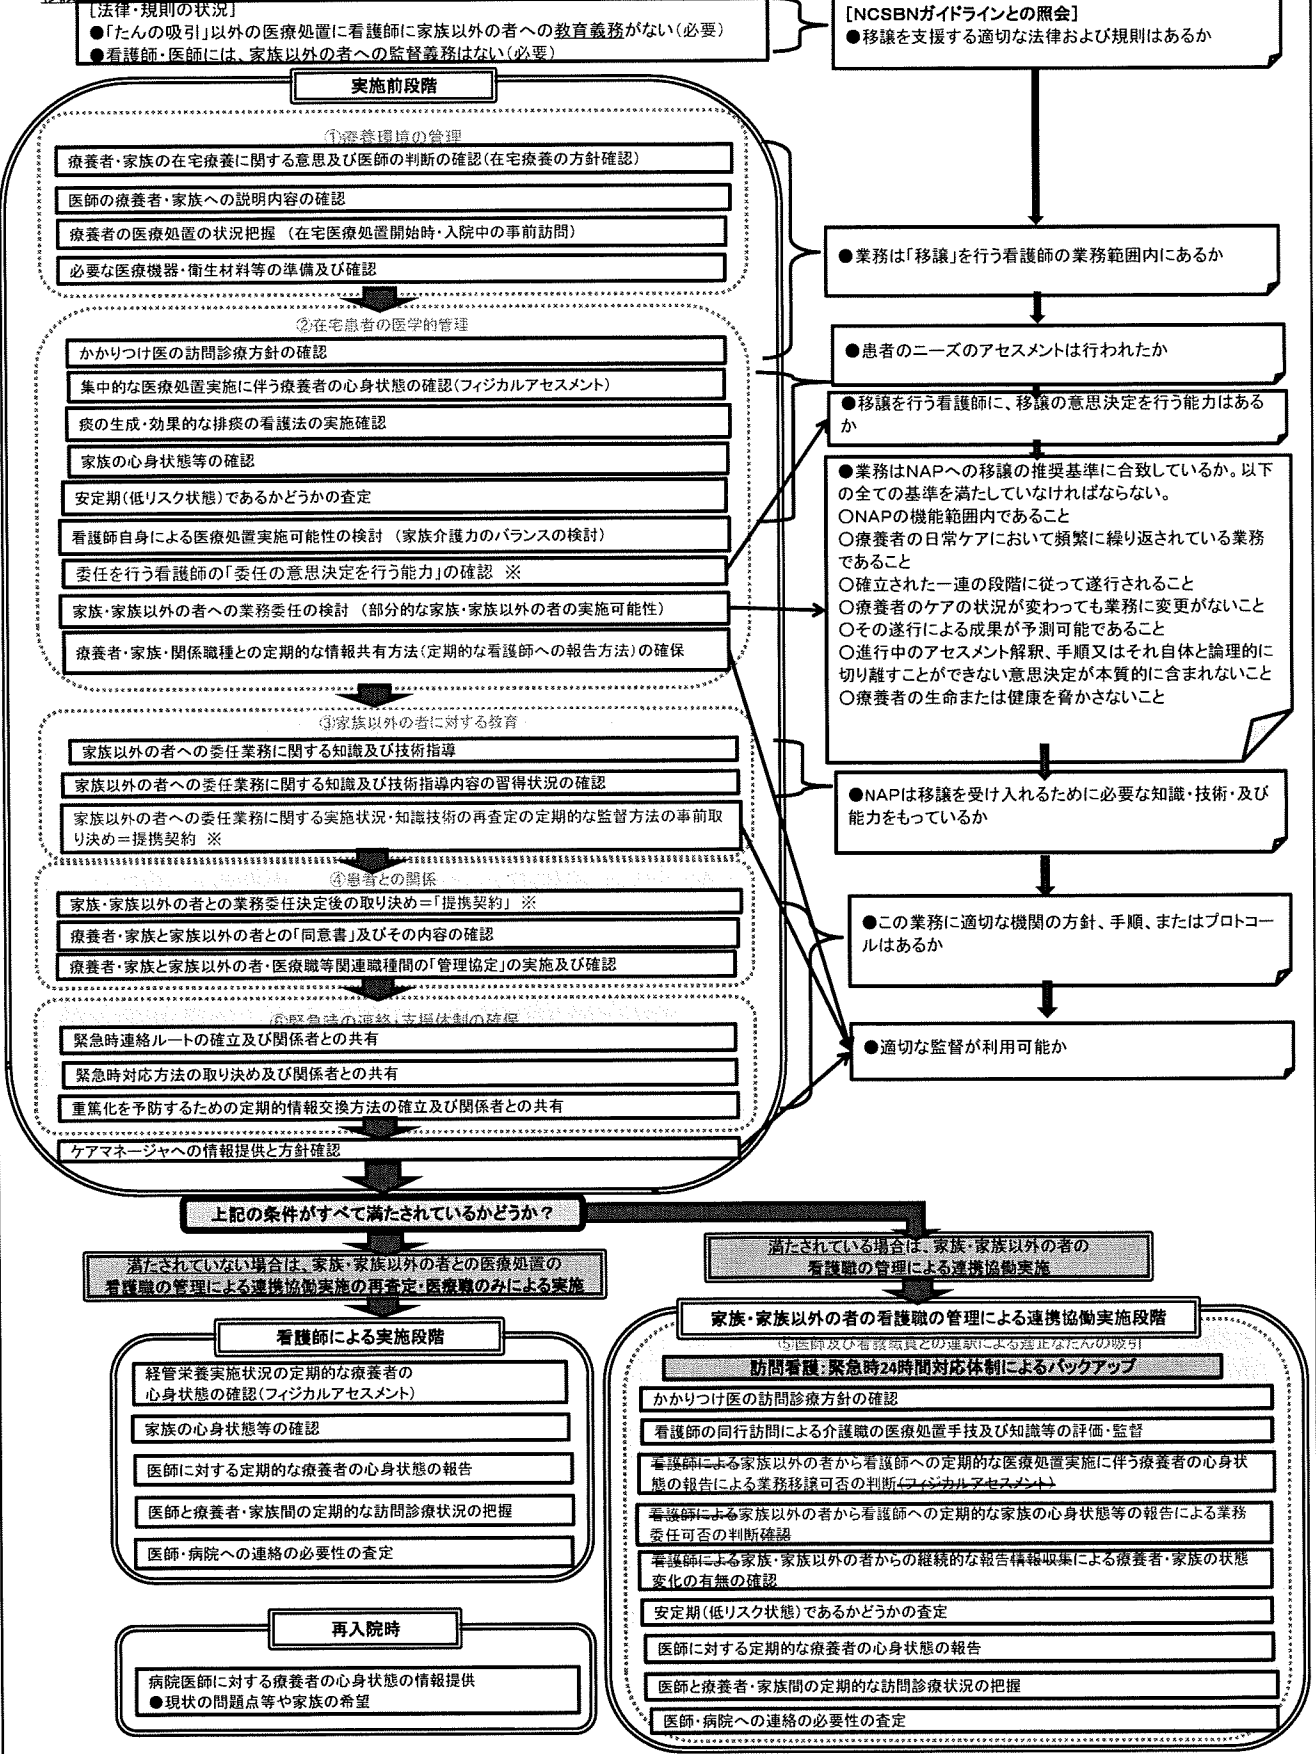 [法律・規則の状況]
●「たんの吸引」以外の医療処置に看護師に家族以外の者への教育義務がない(必要)
●看護師・医師には、家族以外の者への監督義務はない(必要)
[NCSBNガイドラインとの照会]
●移譲を支援する適切な法律および規則はあるか
実施前段階
①療養環境の管理
療養者・家族の在宅療養に関する意思及び医師の判断の確認(在宅療養の方針確認)
医師の療養者・家族への説明内容の確認
療養者の医療処置の状況把握 (在宅医療処置開始時・入院中の事前訪問)
必要な医療機器・衛生材料等の準備及び確認
②在宅患者の医学的管理
かかりつけ医の訪問診療方針の確認
集中的な医療処置実施に伴う療養者の心身状態の確認(フィジカルアセスメント)
痰の生成・効果的な排痰の看護法の実施確認
家族の心身状態等の確認
安定期(低リスク状態)であるかどうかの査定
看護師自身による医療処置実施可能性の検討 (家族介護力のバランスの検討)
委任を行う看護師の「委任の意思決定を行う能力」の確認 ※
家族・家族以外の者への業務委任の検討 (部分的な家族・家族以外の者の実施可能性)
療養者・家族・関係職種との定期的な情報共有方法(定期的な看護師への報告方法)の確保
③家族以外の者に対する教育
家族以外の者への委任業務に関する知識及び技術指導
家族以外の者への委任業務に関する知識及び技術指導内容の習得状況の確認
家族以外の者への委任業務に関する実施状況・知識技術の再査定の定期的な監督方法の事前取
り決め=提携契約 ※
④患者との関係
家族・家族以外の者との業務委任決定後の取り決め=「提携契約」 ※
療養者・家族と家族以外の者との「同意書」及びその内容の確認
療養者・家族と家族以外の者・医療職等関連職種間の「管理協定」の実施及び確認
⑥緊急時の連絡・支援体制の確保
緊急時連絡ルートの確立及び関係者との共有
緊急時対応方法の取り決め及び関係者との共有
重篤化を予防するための定期的情報交換方法の確立及び関係者との共有
ケアマネージャへの情報提供と方針確認
●業務は「移譲」を行う看護師の業務範囲内にあるか
●患者のニーズのアセスメントは行われたか
●移譲を行う看護師に、移譲の意思決定を行う能力はある
か
●業務はNAPへの移譲の推奨基準に合致しているか。以下
の全ての基準を満たしていなければならない。
○NAPの機能範囲内であること
○療養者の日常ケアにおいて頻繁に繰り返されている業務
であること
○確立された一連の段階に従って遂行されること
○療養者のケアの状況が変わっても業務に変更がないこと
○その遂行による成果が予測可能であること
○進行中のアセスメント解釈、手順又はそれ自体と論理的に
切り離すことができない意思決定が本質的に含まれないこと
○療養者の生命または健康を脅かさないこと
●NAPは移譲を受け入れるために必要な知識・技術・及び
能力をもっているか
●この業務に適切な機関の方針、手順、またはプロトコー
ルはあるか
●適切な監督が利用可能か
上記の条件がすべて満たされているかどうか?
満たされていない場合は、家族・家族以外の者との医療処置の
看護職の管理による連携協働実施の再査定・医療職のみによる実施
満たされている場合は、家族・家族以外の者の
看護職の管理による連携協働実施
看護師による実施段階
経管栄養実施状況の定期的な療養者の
心身状態の確認(フィジカルアセスメント)
家族の心身状態等の確認
医師に対する定期的な療養者の心身状態の報告
医師と療養者・家族間の定期的な訪問診療状況の把握
医師・病院への連絡の必要性の査定
再入院時
病院医師に対する療養者の心身状態の情報提供
●現状の問題点等や家族の希望
家族・家族以外の者の看護職の管理による連携協働実施段階
⑤医師及び看護職員との連訳による適正なたんの吸引
訪問看護:緊急時24時間対応体制によるバックアップ
かかりつけ医の訪問診療方針の確認
看護師の同行訪問による介護職の医療処置手技及び知識等の評価・監督
看護師による家族以外の者から看護師への定期的な医療処置実施に伴う療養者の心身状
態の報告による業務移譲可否の判断(フィジカルアセスメント)
看護師による家族以外の者から看護師への定期的な家族の心身状態等の報告による業務
委任可否の判断確認
看護師による家族・家族以外の者からの継続的な報告情報収集による療養者・家族の状態
変化の有無の確認
安定期(低リスク状態)であるかどうかの査定
医師に対する定期的な療養者の心身状態の報告
医師と療養者・家族間の定期的な訪問診療状況の把握
医師・病院への連絡の必要性の査定